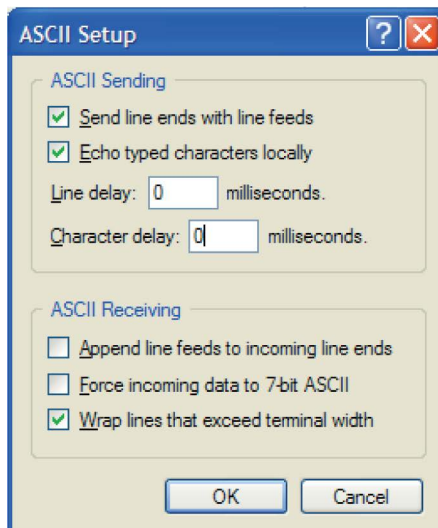 ASCII Setup
ASCII Sending
Send line ends with line feeds
Echo typed characters locally
Line delay: 0 milliseconds.
Character delay: 0 milliseconds.
ASCII Receiving
Append line feeds to incoming line ends
Force incoming data to 7-bit ASCII
Wrap lines that exceed terminal width
OK Cancel